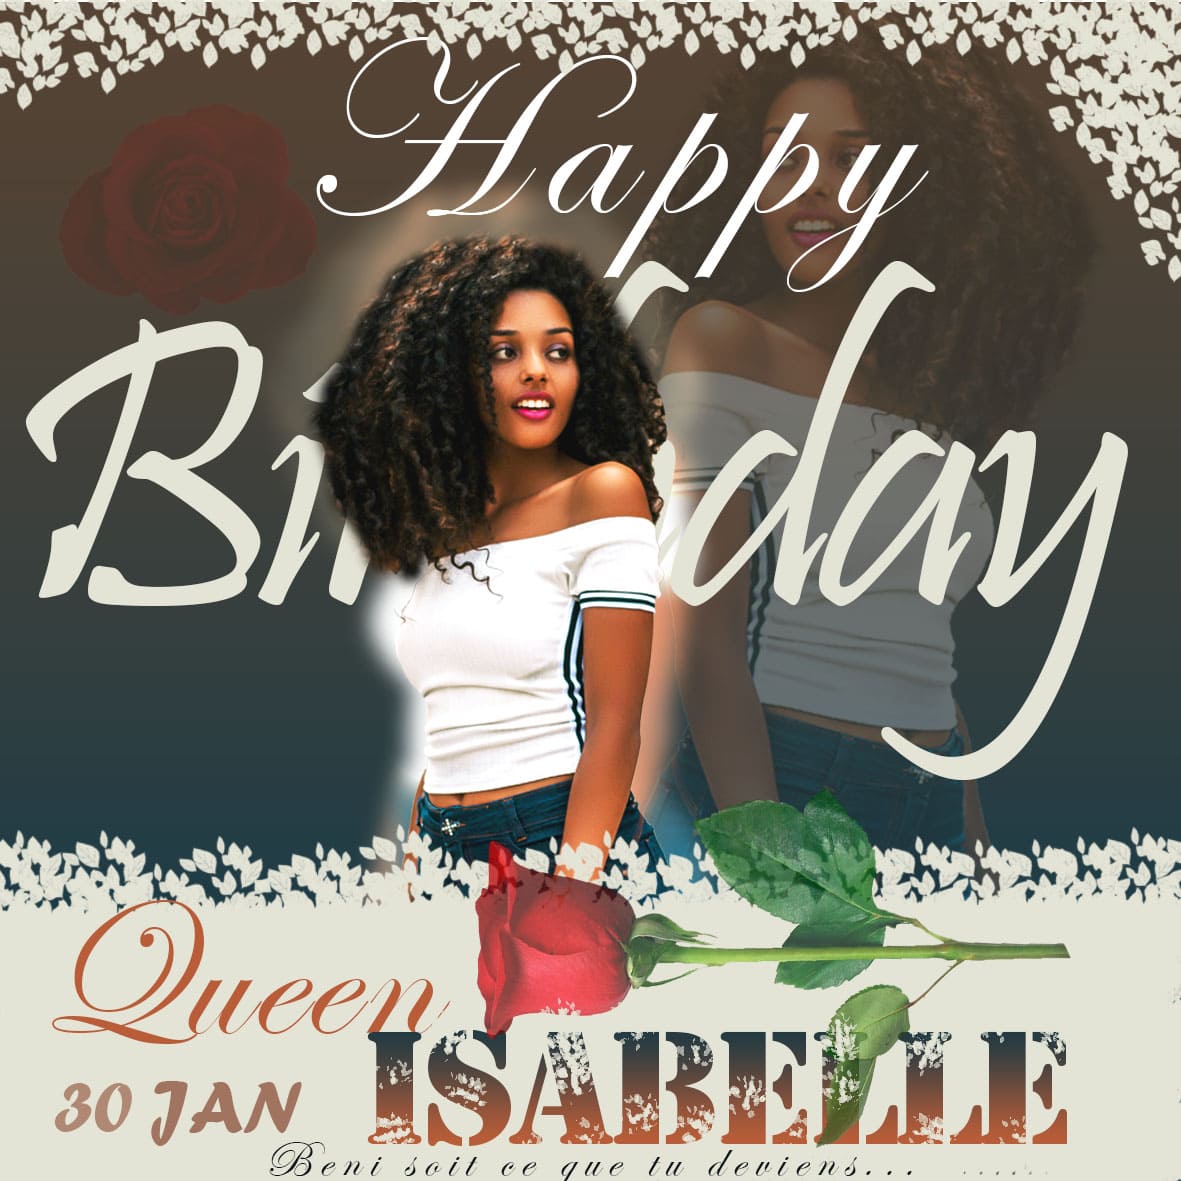 Happy
Birthday
Queen
ISABELLE
30 JAN
Beni soit ce que tu deviens...